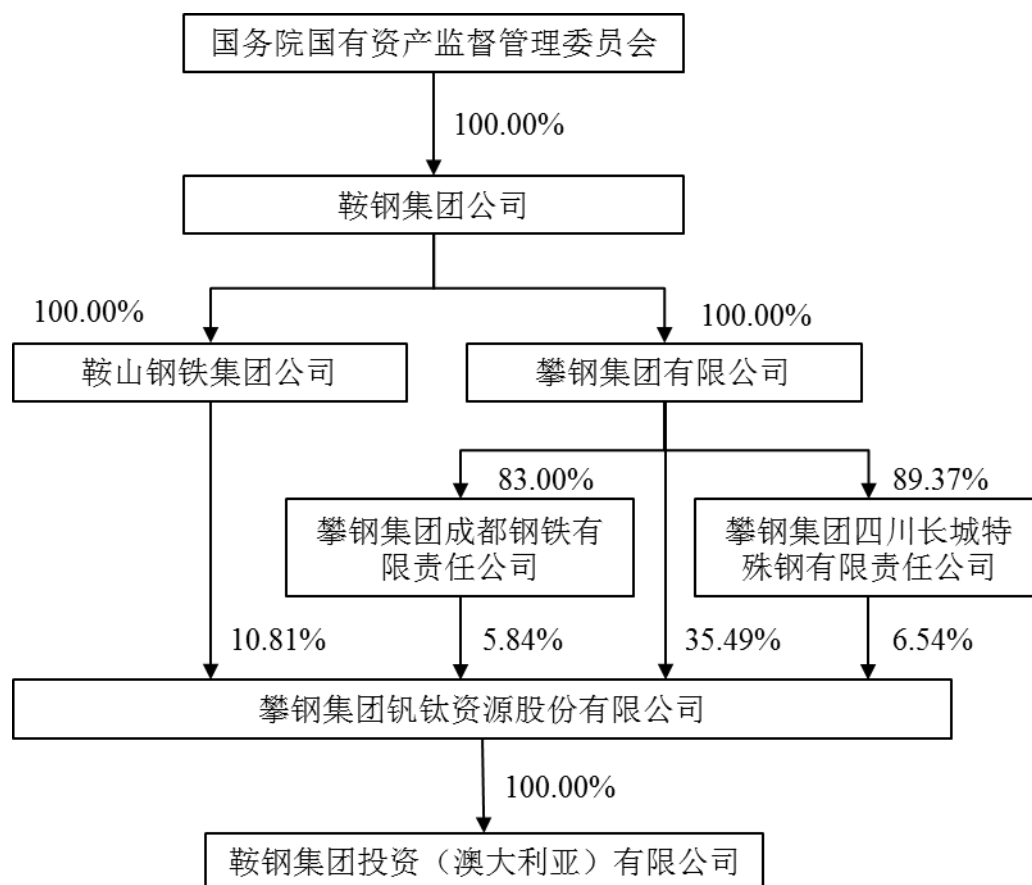 国务院国有资产监督管理委员会
100.00%
鞍钢集团公司
100.00%
100.00%
鞍山钢铁集团公司
攀钢集团有限公司
83.00%
89.37%
攀钢集团成都钢铁有
限责任公司
攀钢集团四川长城特
殊钢有限责任公司
10.81%
5.84%
35.49%
6.54%
攀钢集团钒钛资源股份有限公司
100.00%
鞍钢集团投资（澳大利亚）有限公司